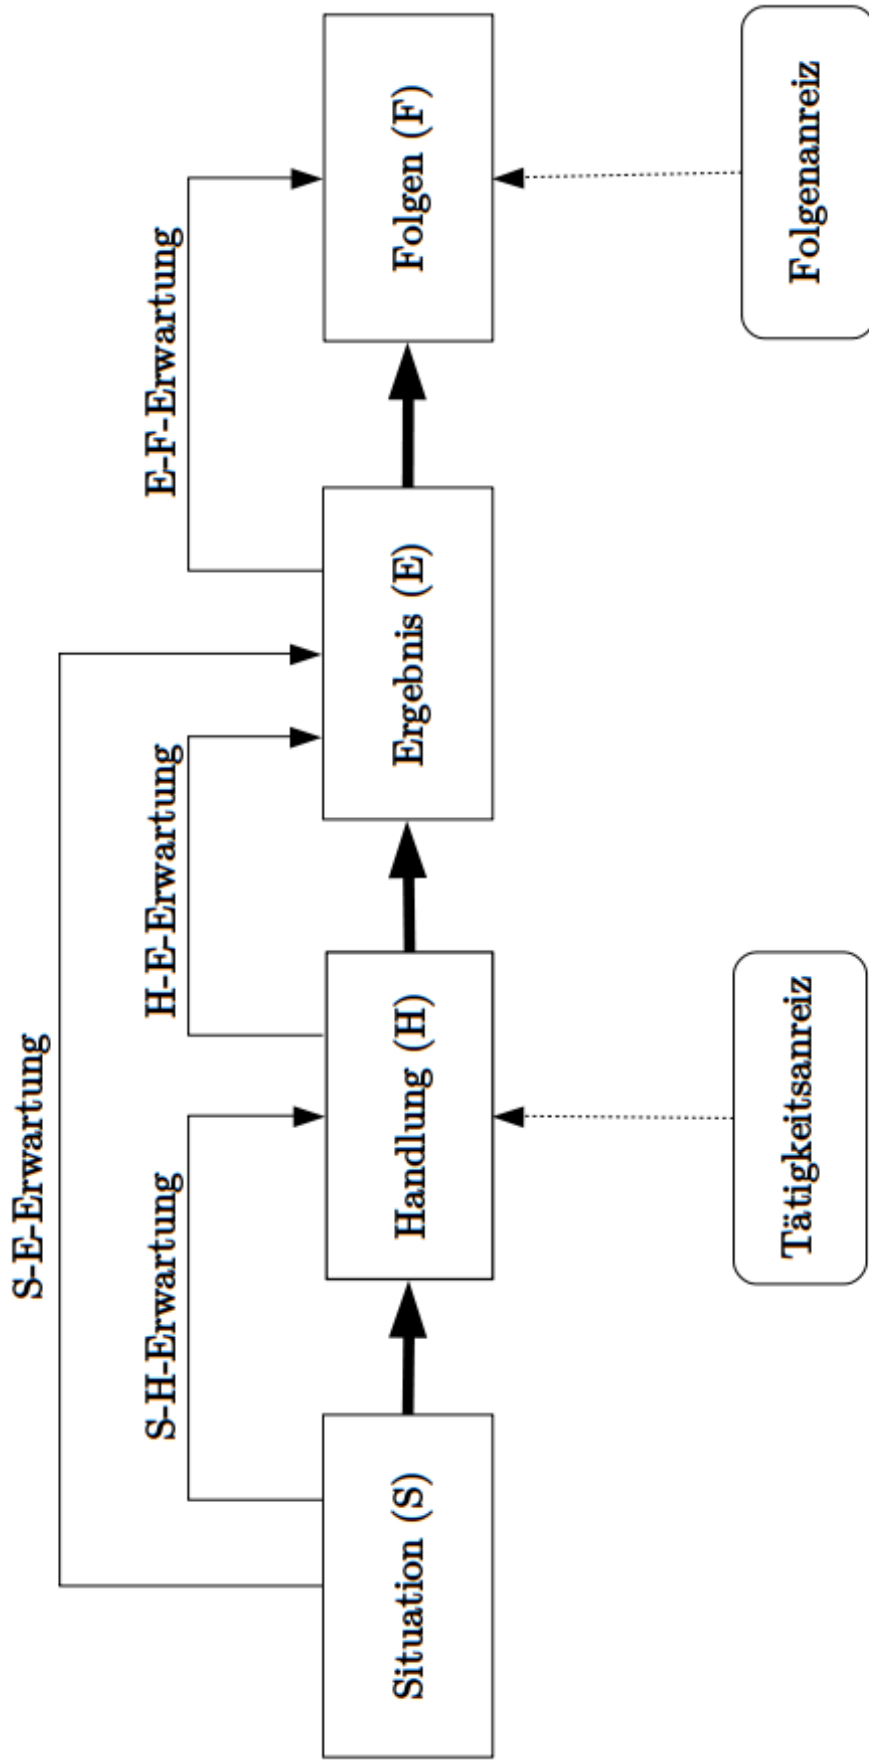 S-E-Erwartung
S-H-Erwartung
H-E-Erwartung
E-F-Erwartung
Situation (S)
Handlung (H)
Ergebnis (E)
Folgen (F)
Tätigkeitsanreiz
Folgenanreiz